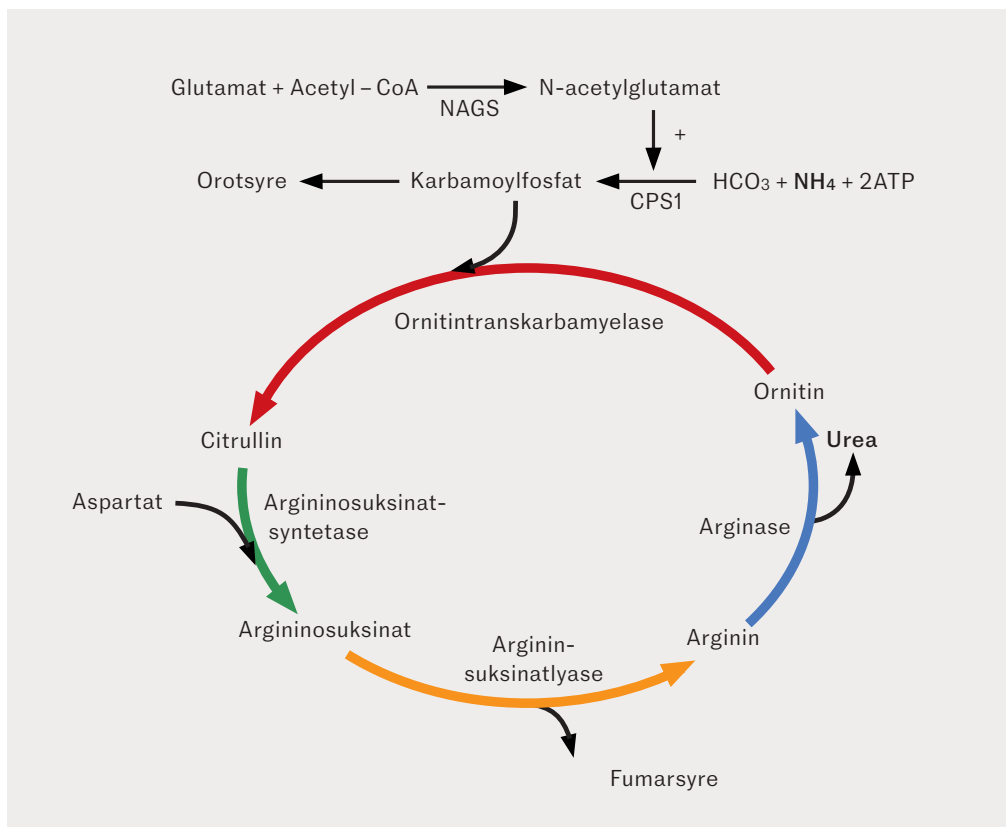 Glutamat + Acetyl – CoA
NAGS
N-acetylglutamat
+
Orotsyre
Karbamoylfosfat
CPS1
HCO₃ + NH₄ + 2ATP
Ornitintranskarbamyelase
Ornitin
Citrullin
Urea
Aspartat
Argininosuksinat-
syntetase
Arginase
Argininosuksinat
Arginin-
suksinatlyase
Arginin
Fumarsyre